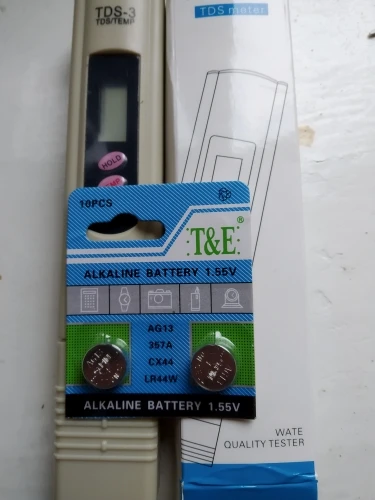 TDS-3
TDS/TEMP
TDS meter
HOLD
TEMP
10PCS
T&E®
ALKALINE BATTERY 1.55V
AG13
357A
CX44
LR44W
ALKALINE BATTERY 1.55V
WATE
QUALITY TESTER